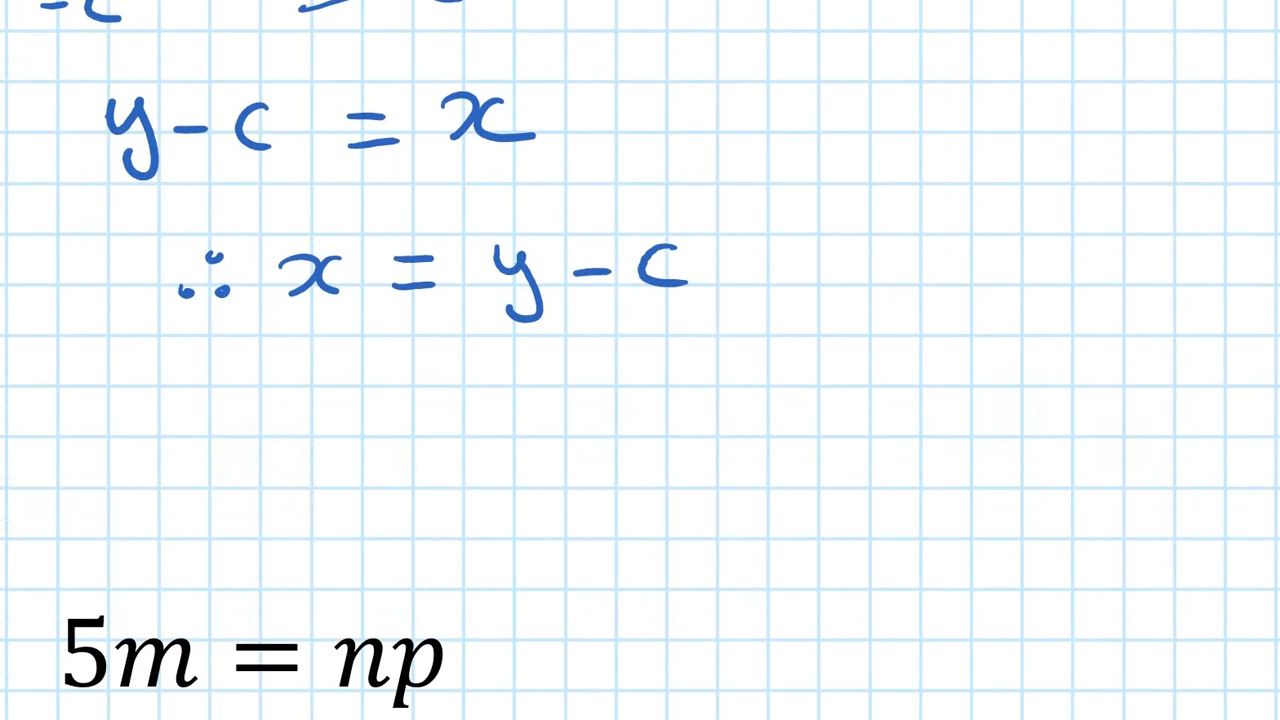 -c
y - c = x
∴ x = y - c
5m = np